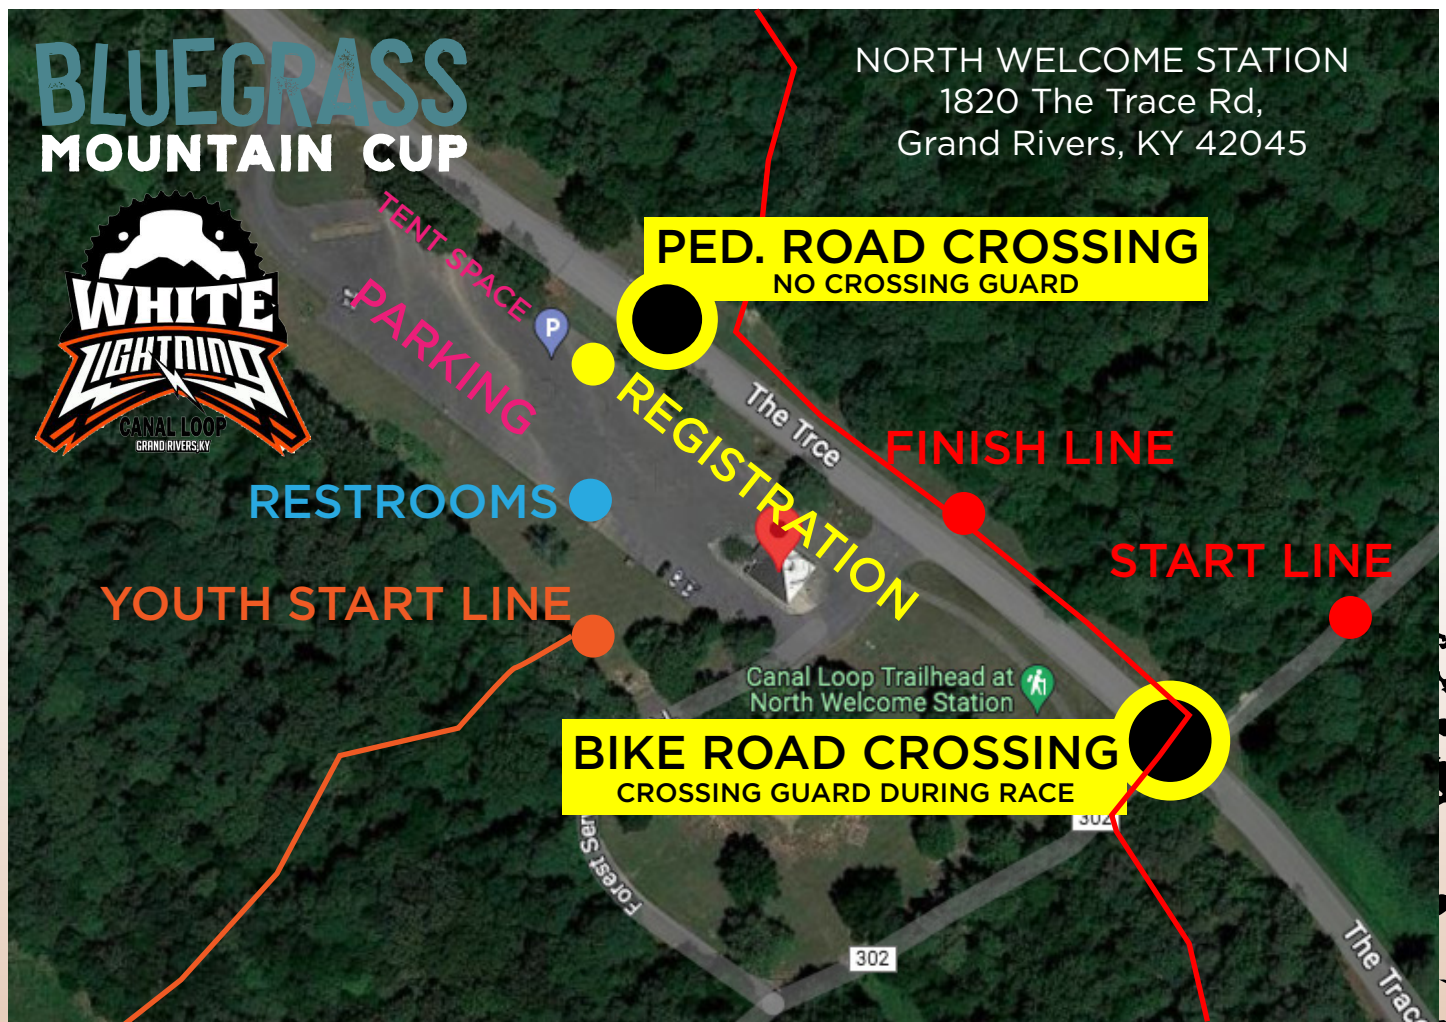 BLUEGRASS
MOUNTAIN CUP
NORTH WELCOME STATION
1820 The Trace Rd,
Grand Rivers, KY 42045
WHITE
LIGHTNING
CANAL LOOP
GRAND RIVERS, KY
TENT SPACE
PARKING
P
PED. ROAD CROSSING
NO CROSSING GUARD
REGISTRATION
The Trce
FINISH LINE
RESTROOMS
START LINE
YOUTH START LINE
Canal Loop Trailhead at
North Welcome Station
BIKE ROAD CROSSING
CROSSING GUARD DURING RACE
302
Forest Ser
302
The Trace